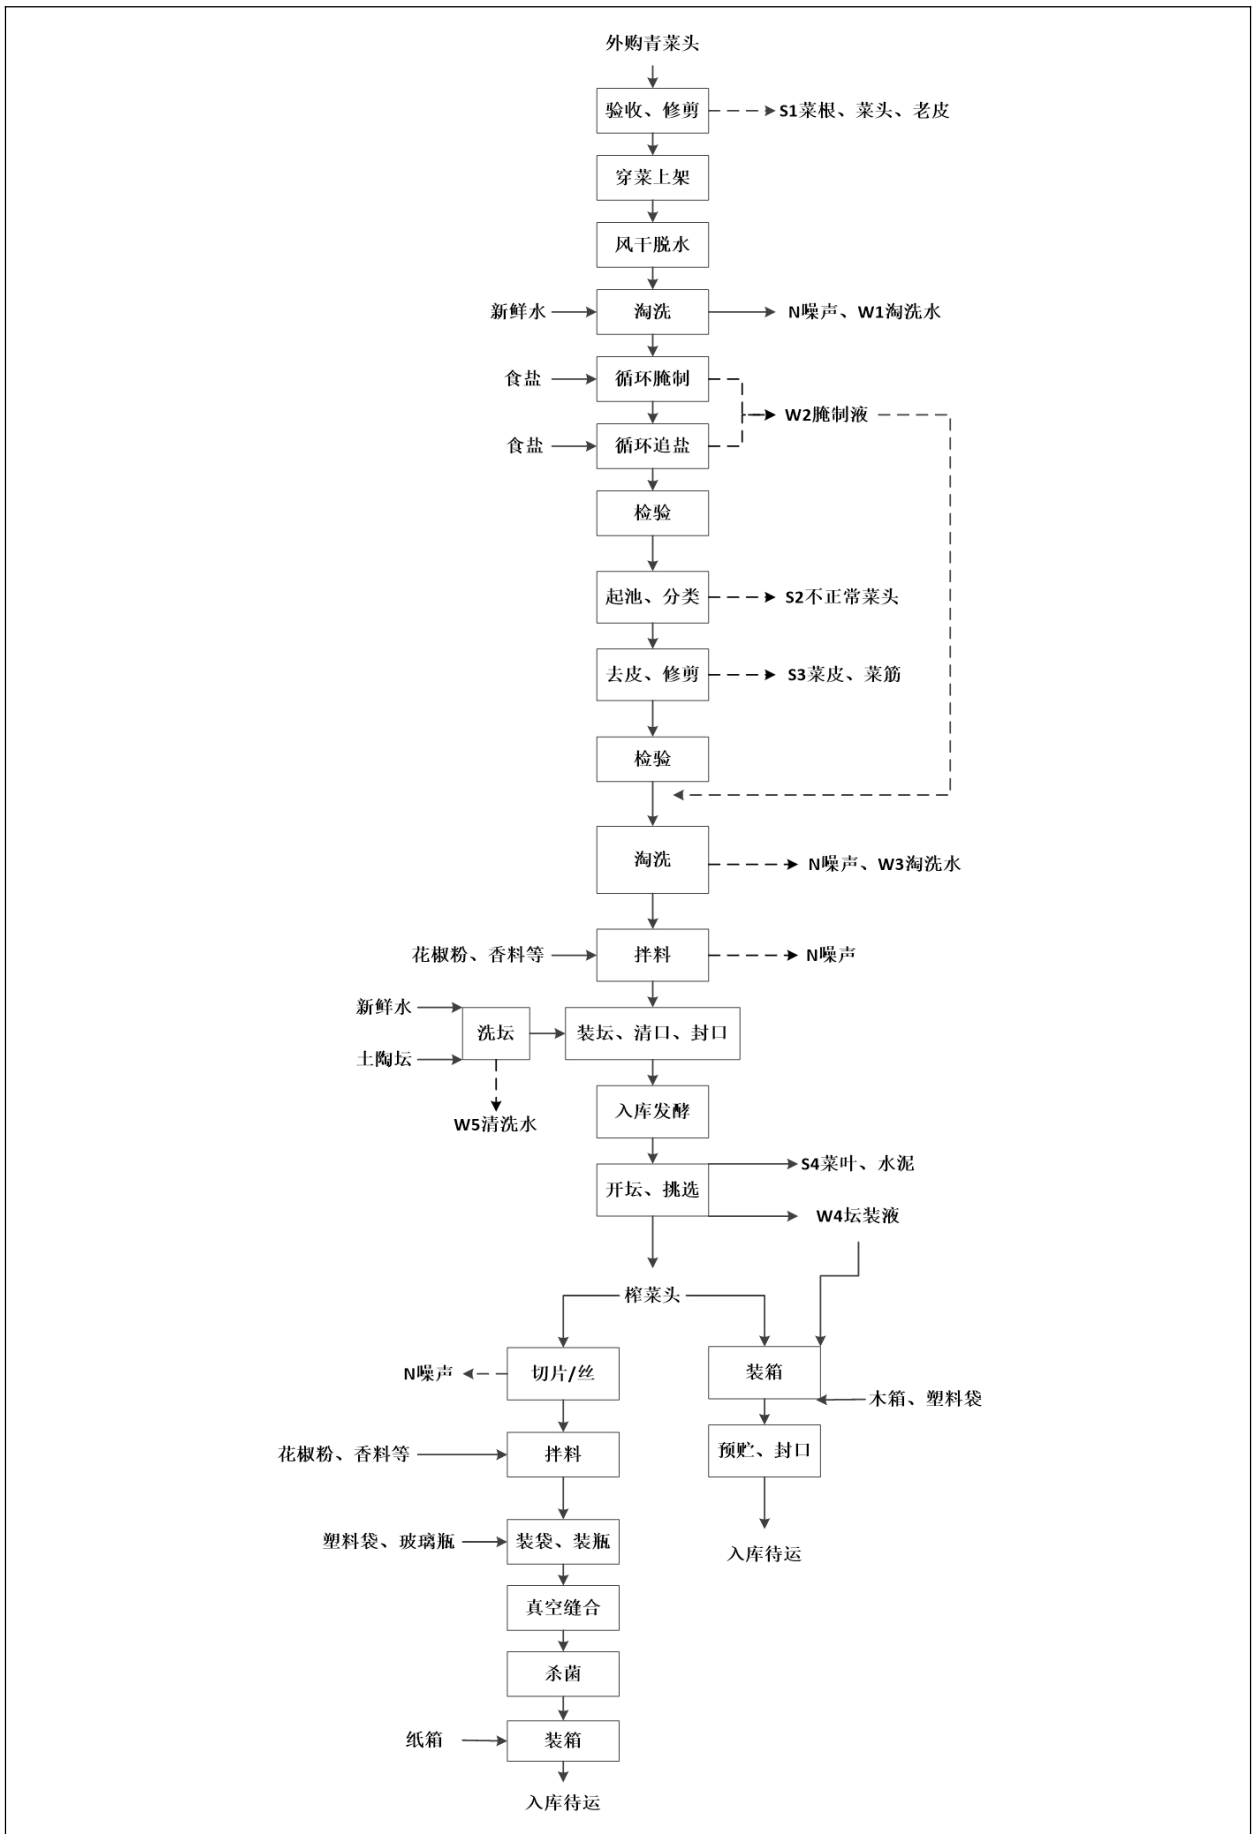 外购青菜头
验收、修剪
S1菜根、菜头、老皮
穿菜上架
风干脱水
新鲜水
淘洗
N噪声、W1淘洗水
食盐
循环腌制
W2腌制液
食盐
循环追盐
检验
起池、分类
S2不正常菜头
去皮、修剪
S3菜皮、菜筋
检验
淘洗
N噪声、W3淘洗水
花椒粉、香料等
拌料
N噪声
新鲜水
洗坛
装坛、清口、封口
土陶坛
W5清洗水
入库发酵
开坛、挑选
S4菜叶、水泥
W4坛装液
榨菜头
N噪声
切片/丝
装箱
木箱、塑料袋
花椒粉、香料等
拌料
预贮、封口
塑料袋、玻璃瓶
装袋、装瓶
入库待运
真空缝合
杀菌
纸箱
装箱
入库待运